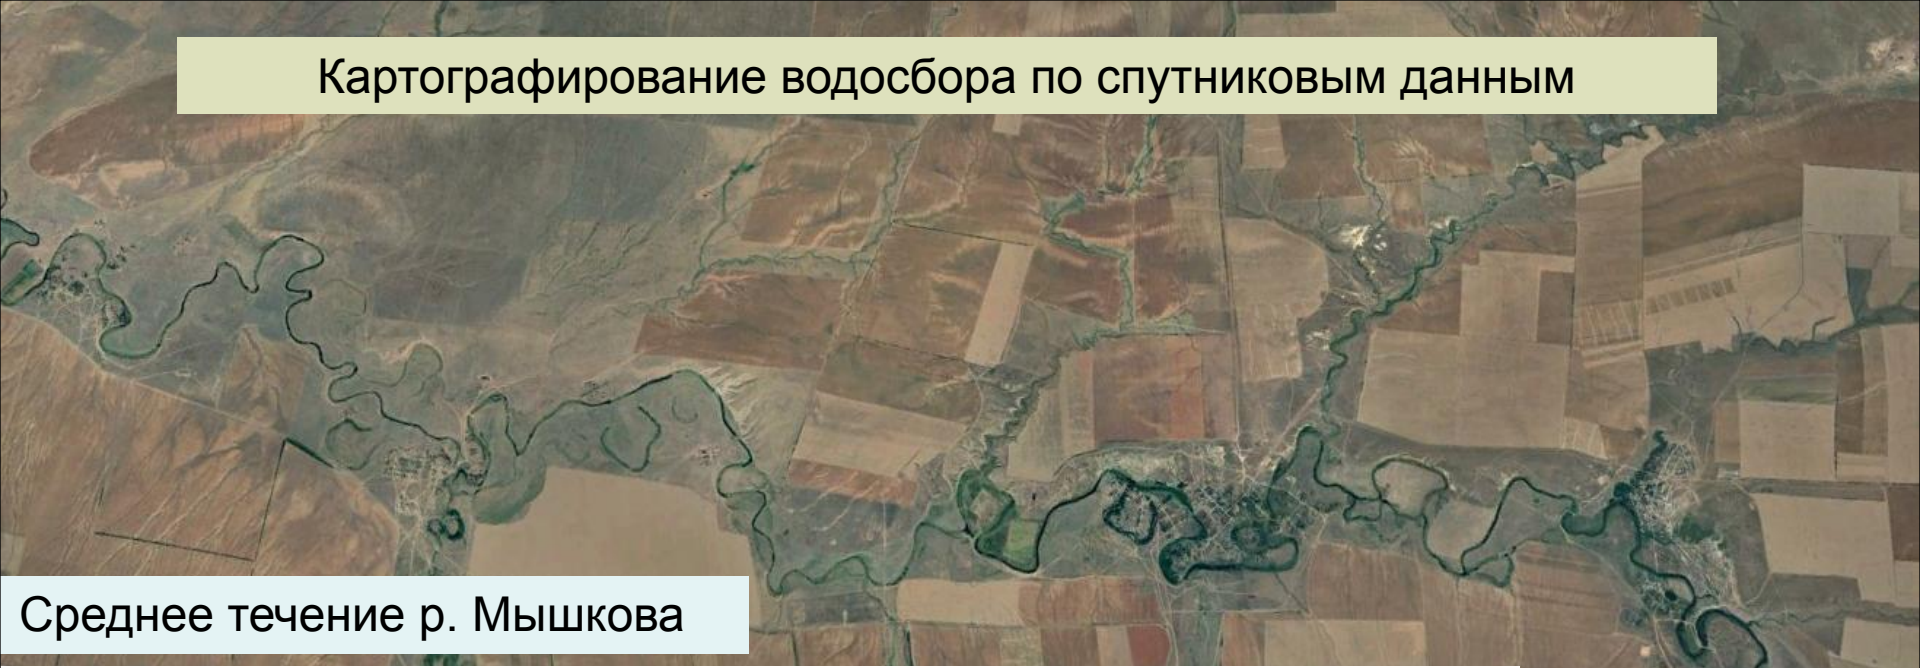 Картографирование водосбора по спутниковым данным
Среднее течение р. Мышкова